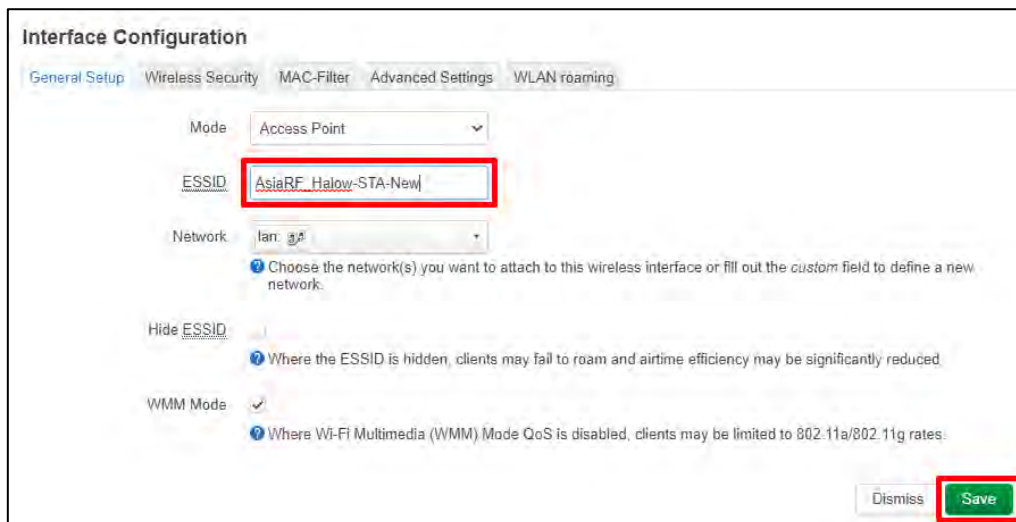 Interface Configuration
General Setup Wireless Security MAC-Filter Advanced Settings WLAN roaming
Mode Access Point
ESSID AsiaRF_Halow-STA-New
Network lan:
Choose the network(s) you want to attach to this wireless interface or fill out the custom field to define a new
network.
Hide ESSID
Where the ESSID is hidden, clients may fail to roam and airtime efficiency may be significantly reduced.
WMM Mode
Where Wi-Fi Multimedia (WMM) Mode QoS is disabled, clients may be limited to 802.11a/802.11g rates.
Dismiss Save